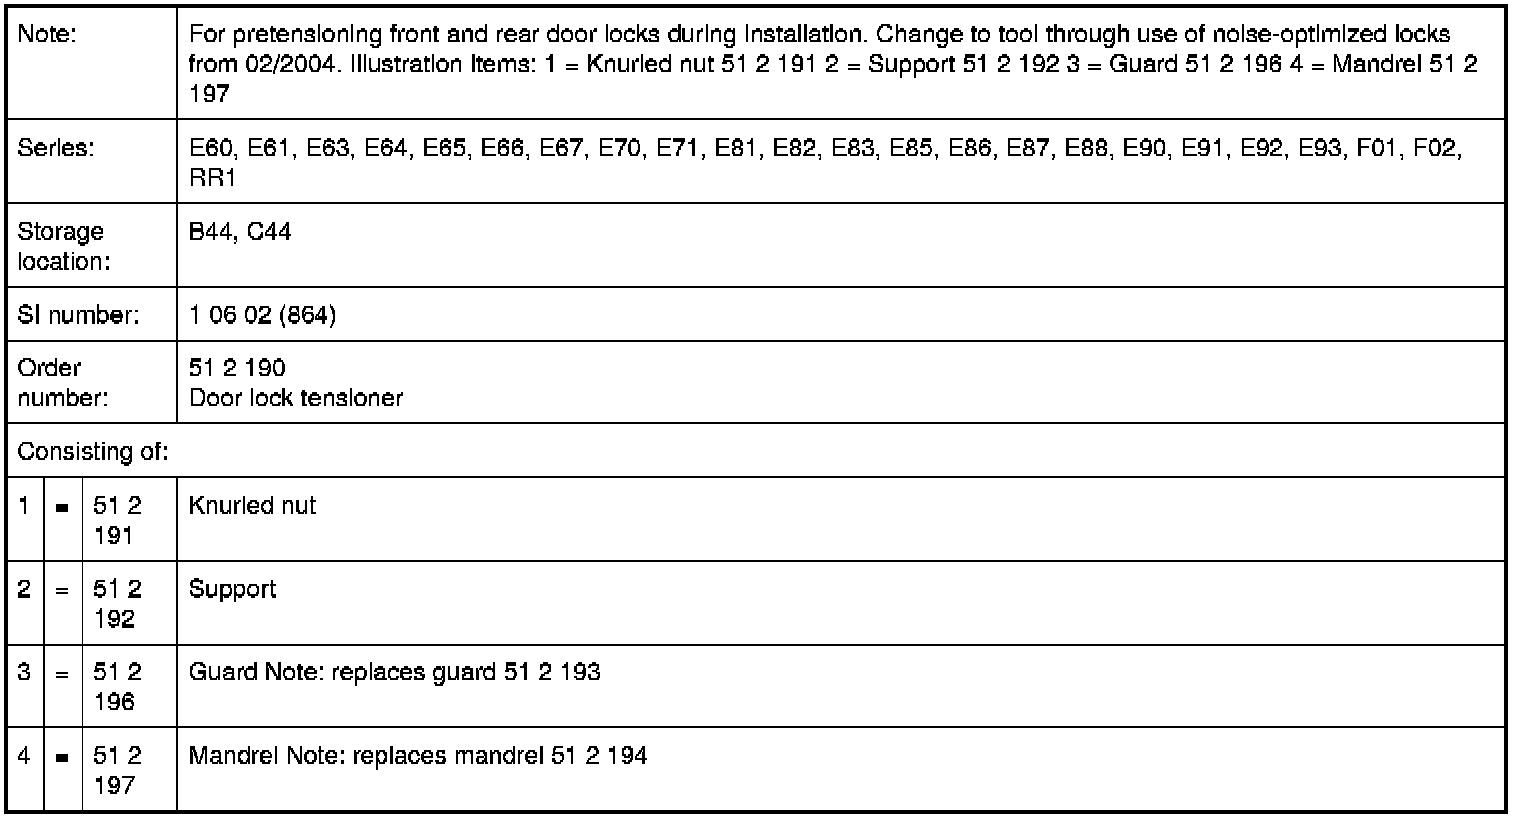 Note: For pretensioning front and rear door locks during installation. Change to tool through use of noise-optimized locks
from 02/2004. Illustration items: 1 = Knurled nut 51 2 191 2 = Support 51 2 192 3 = Guard 51 2 196 4 = Mandrel 51 2
197
Series: E60, E61, E63, E64, E65, E66, E67, E70, E71, E81, E82, E83, E85, E86, E87, E88, E90, E91, E92, E93, F01, F02,
RR1
Storage B44, C44
location:
SI number: 1 06 02 (864)
Order 51 2 190
number: Door lock tensioner
Consisting of:
1 = 51 2 Knurled nut
191
2 = 51 2 Support
192
3 = 51 2 Guard Note: replaces guard 51 2 193
196
4 = 51 2 Mandrel Note: replaces mandrel 51 2 194
197